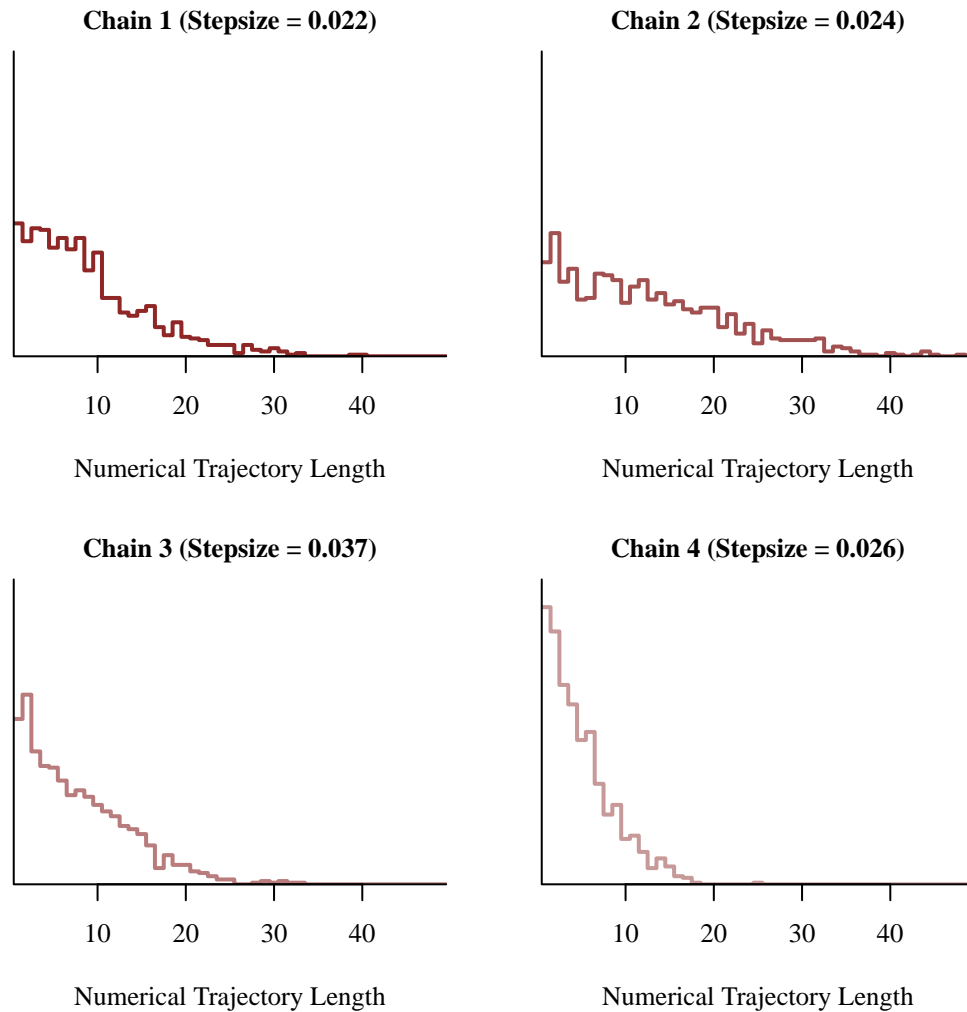 Chain 1 (Stepsize = 0.022)
10 20 30 40
Numerical Trajectory Length
Chain 2 (Stepsize = 0.024)
10 20 30 40
Numerical Trajectory Length
Chain 3 (Stepsize = 0.037)
10 20 30 40
Numerical Trajectory Length
Chain 4 (Stepsize = 0.026)
10 20 30 40
Numerical Trajectory Length